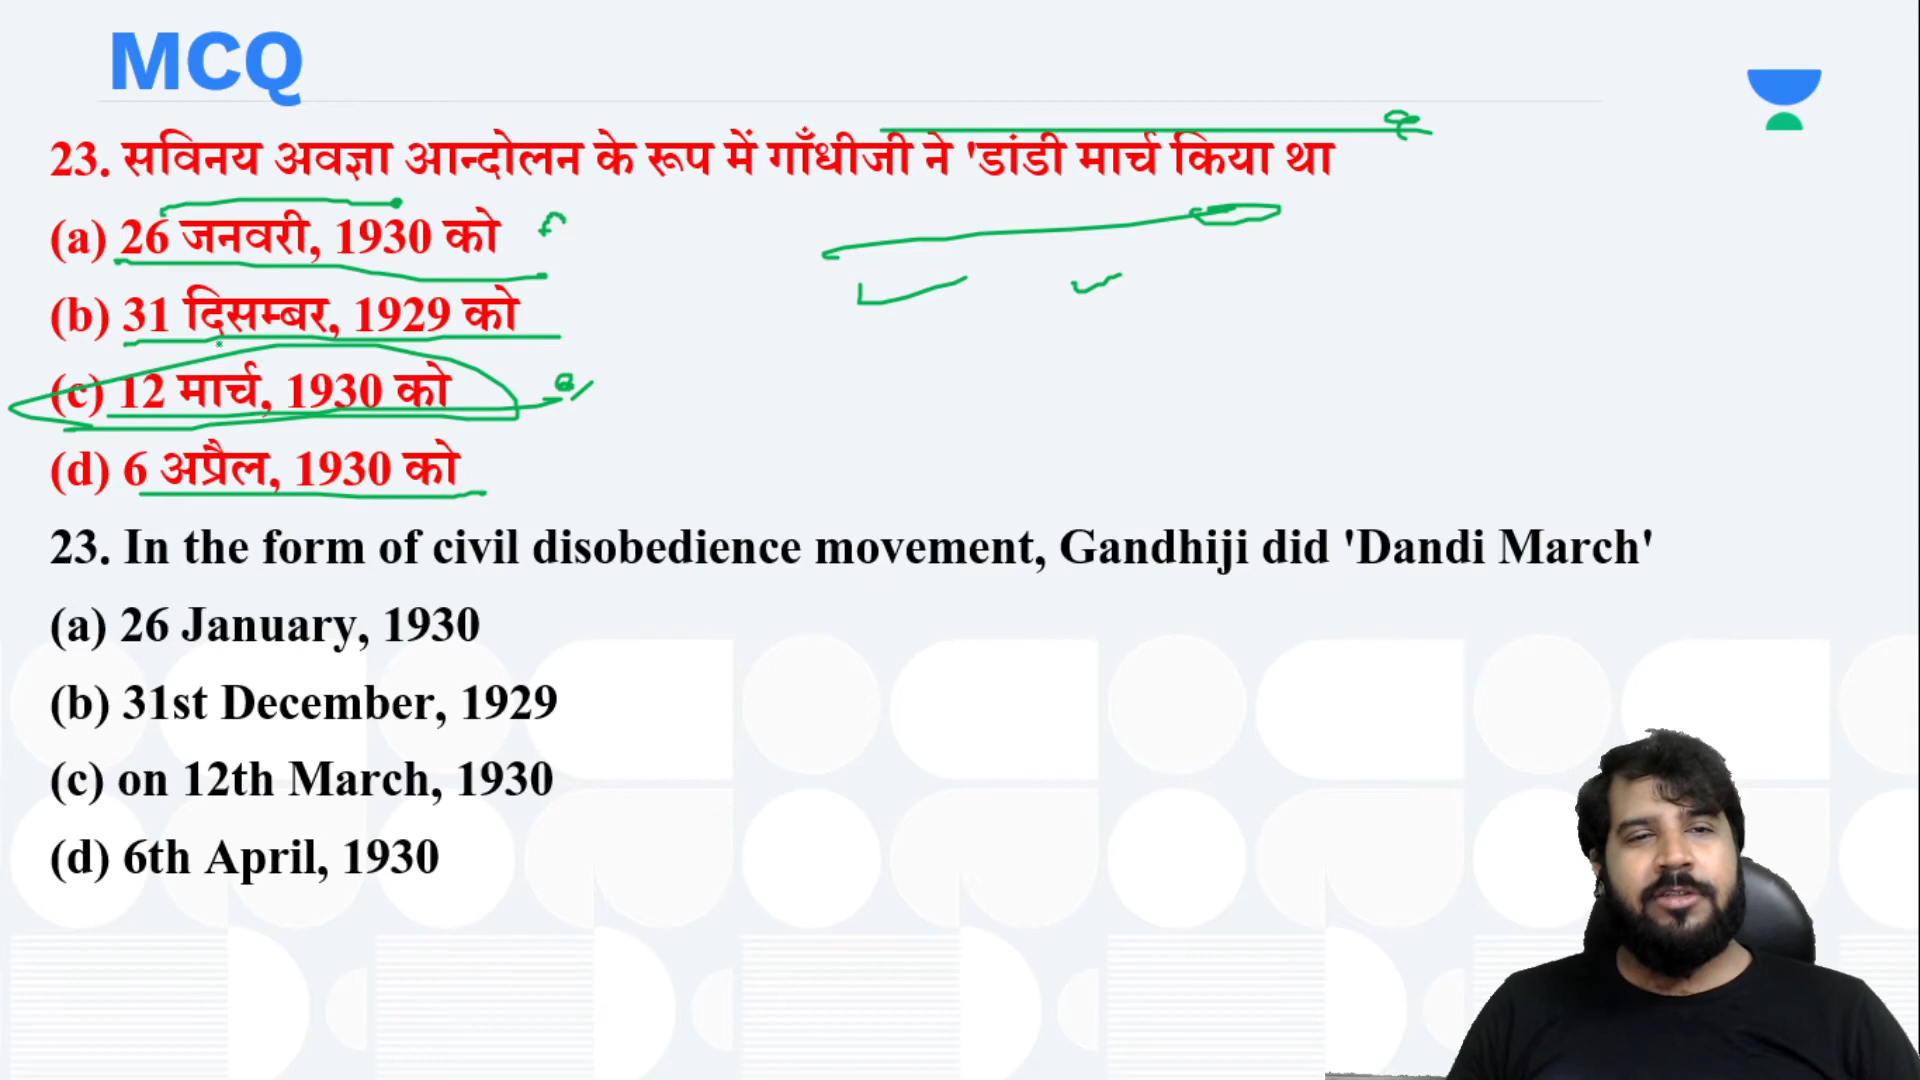 MCQ
23. सविनय अवज्ञा आन्दोलन के रूप में गाँधीजी ने 'डांडी मार्च किया था
(a) 26 जनवरी, 1930 को
(b) 31 दिसम्बर, 1929 को
(c) 12 मार्च, 1930 को
(d) 6 अप्रैल, 1930 को
23. In the form of civil disobedience movement, Gandhiji did 'Dandi March'
(a) 26 January, 1930
(b) 31st December, 1929
(c) on 12th March, 1930
(d) 6th April, 1930